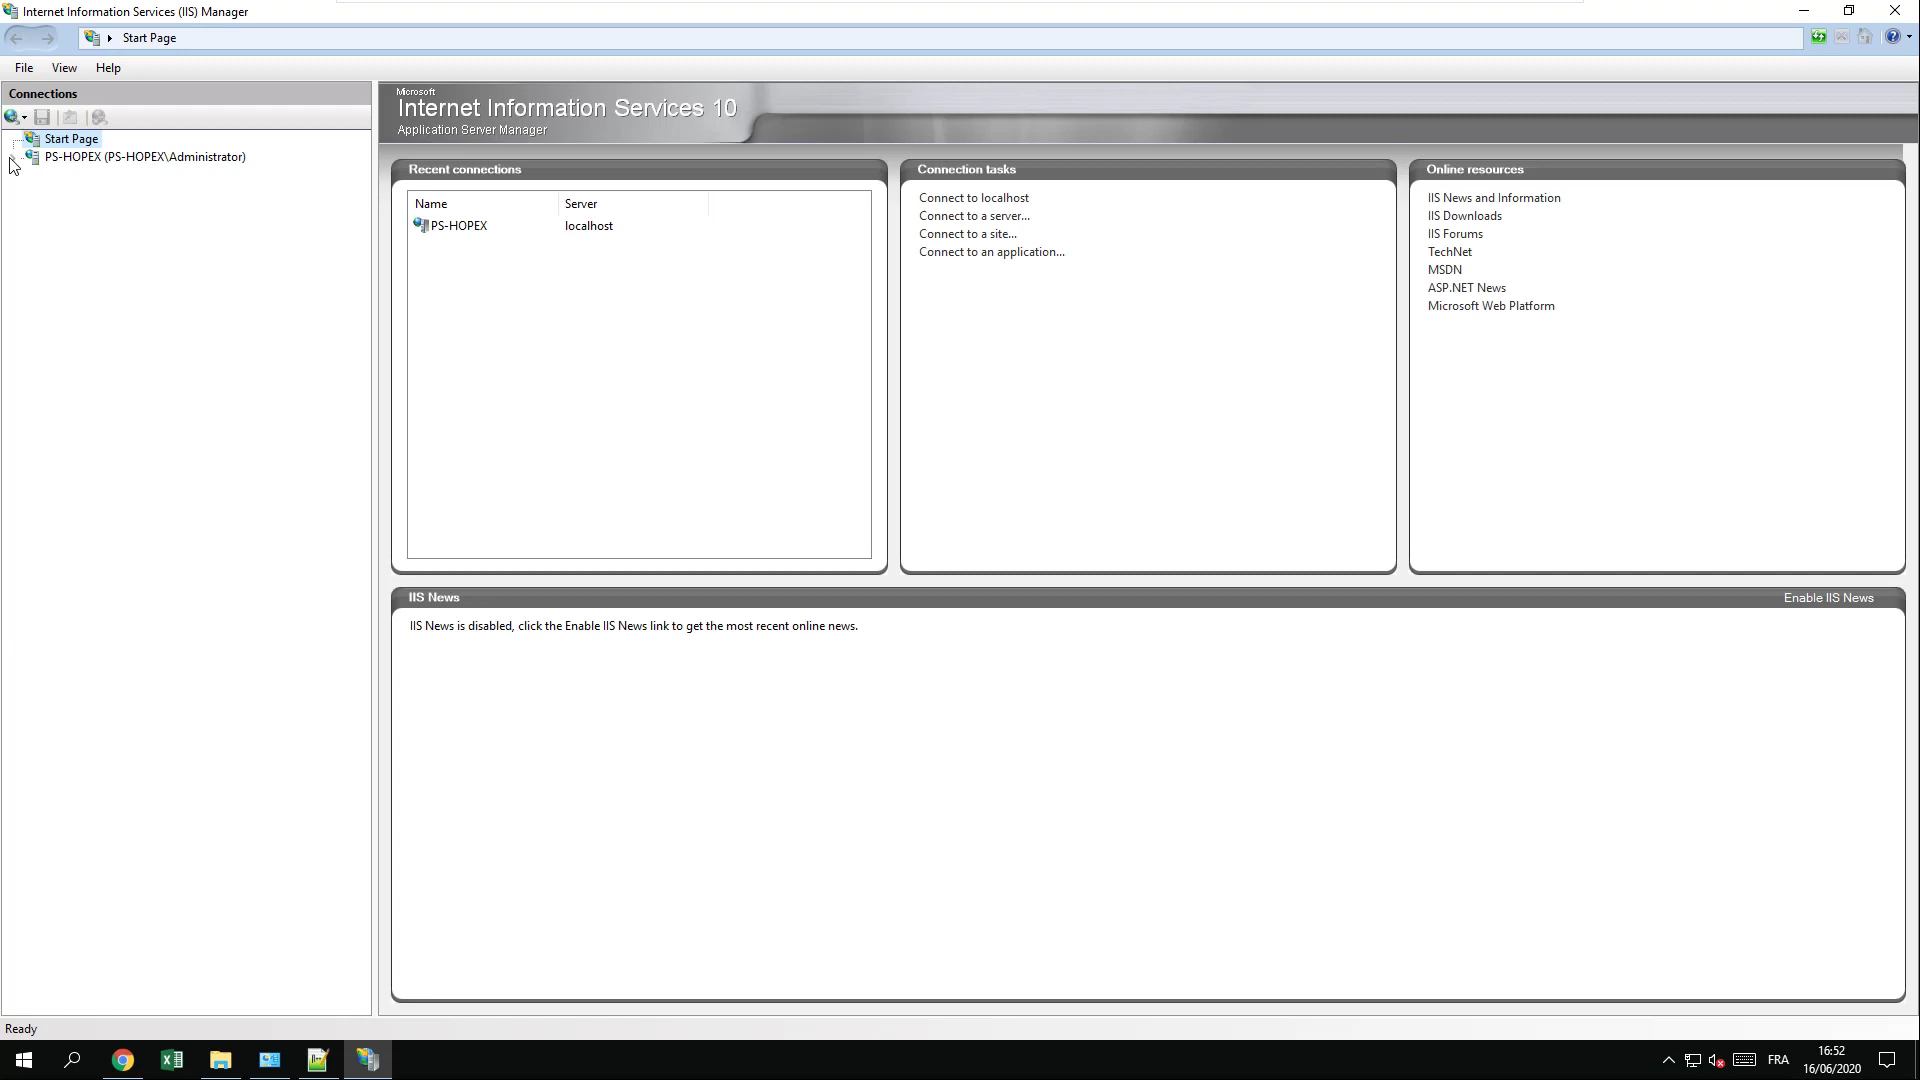 Internet Information Services (IIS) Manager
Start Page
File View Help
Connections
Start Page
PS-HOPEX (PS-HOPEX\Administrator)
Microsoft
Internet Information Services 10
Application Server Manager
Recent connections
Name Server
PS-HOPEX localhost
Connection tasks
Connect to localhost
Connect to a server...
Connect to a site...
Connect to an application...
Online resources
IIS News and Information
IIS Downloads
IIS Forums
TechNet
MSDN
ASP.NET News
Microsoft Web Platform
IIS News Enable IIS News
IIS News is disabled, click the Enable IIS News link to get the most recent online news.
Ready
FRA
16:52
16/06/2020